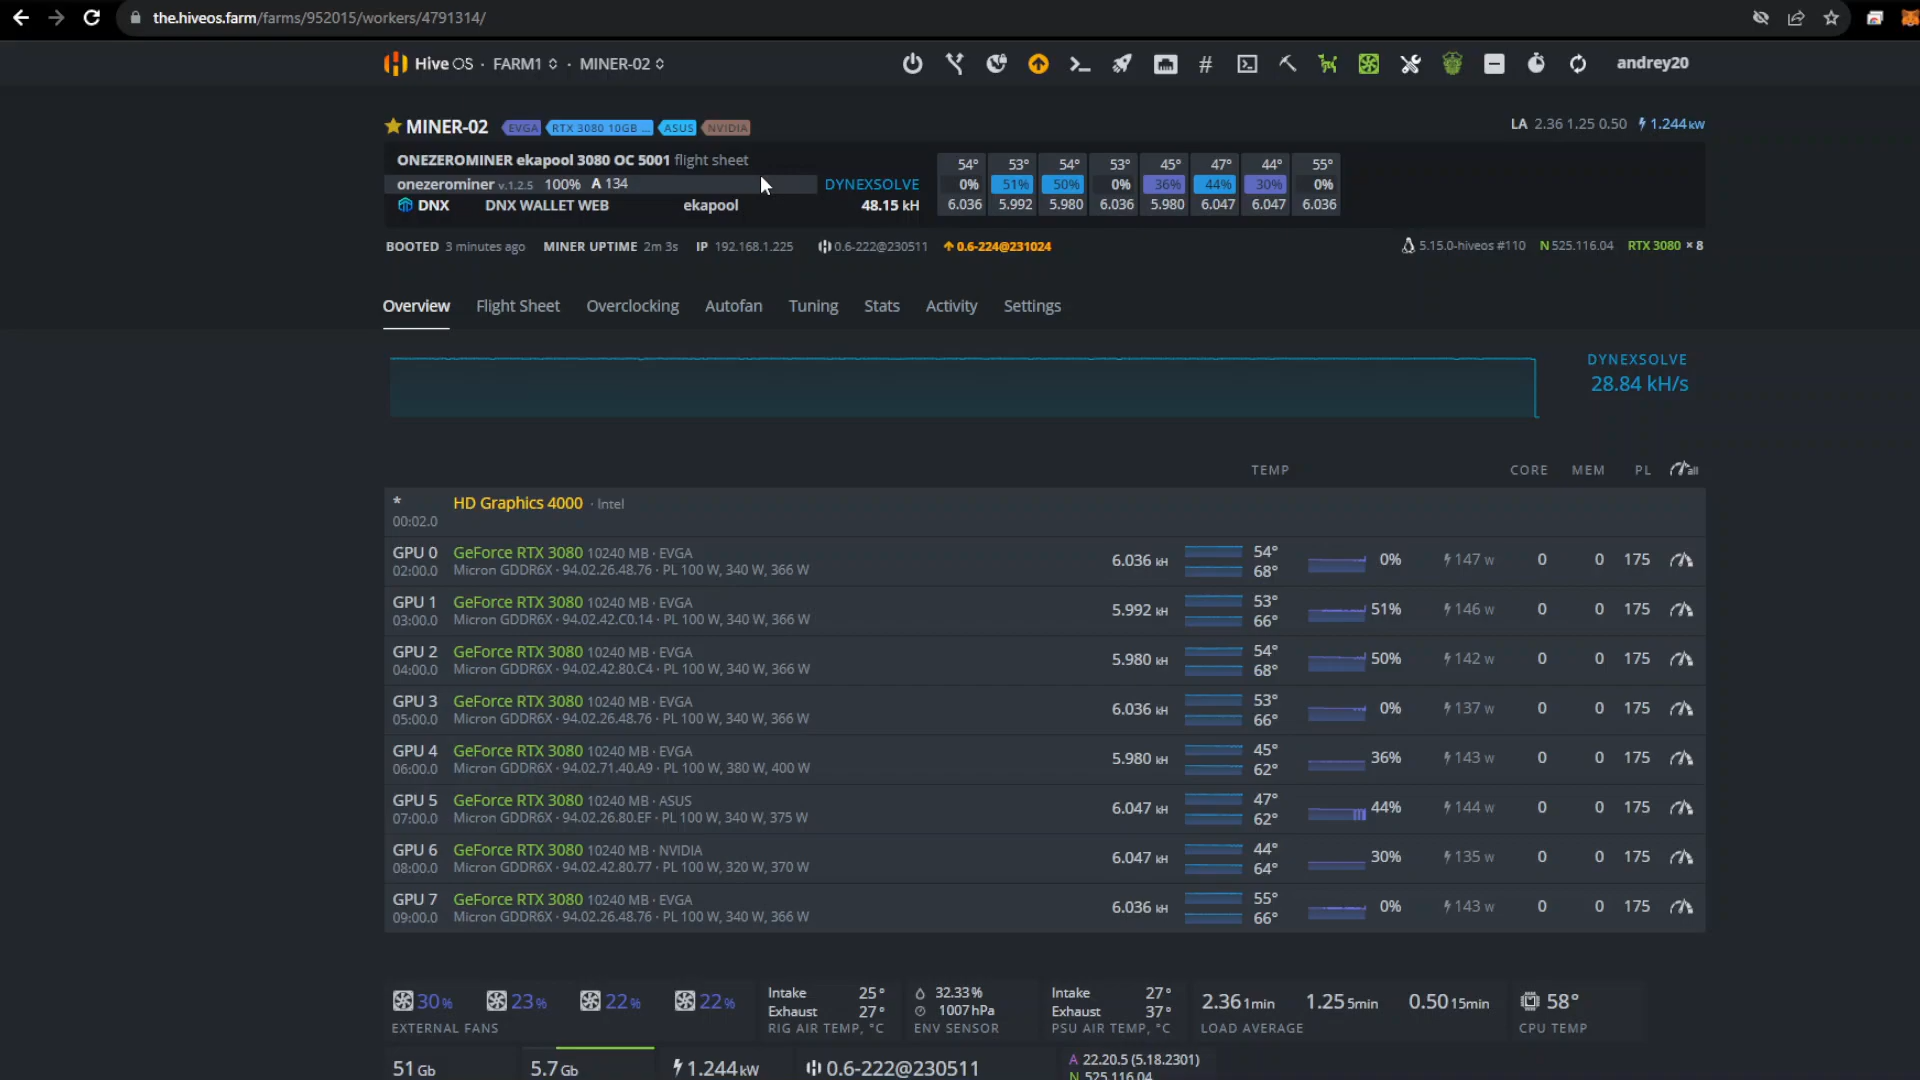 the.hiveos.farm/farms/952015/workers/4791314/
Hive OS · FARM1 · MINER-02
andrey20
MINER-02 EVGA RTX 3080 10GB ... ASUS NVIDIA
LA 2.36 1.25 0.50 1.244 kW
ONEZEROMINER ekapool 3080 OC 5001 flight sheet
54° 53° 54° 53° 45° 47° 44° 55°
onezerominer v.1.2.5 100% A 134 DYNEXSOLVE
0% 51% 50% 0% 36% 44% 30% 0%
DNX DNX WALLET WEB ekapool 48.15 kH
6.036 5.992 5.980 6.036 5.980 6.047 6.047 6.036
BOOTED 3 minutes ago MINER UPTIME 2m 3s IP 192.168.1.225 0.6-222@230511 0.6-224@231024
5.15.0-hiveos #110 N 525.116.04 RTX 3080 × 8
Overview Flight Sheet Overclocking Autofan Tuning Stats Activity Settings
DYNEXSOLVE
28.84 kH/s
TEMP CORE MEM PL all
* HD Graphics 4000 · Intel
00:02.0
GPU 0 GeForce RTX 3080 10240 MB · EVGA
02:00.0 Micron GDDR6X · 94.02.26.48.76 · PL 100 W, 340 W, 366 W
6.036 kH 54° 68° 0% 147 W 0 0 175
GPU 1 GeForce RTX 3080 10240 MB · EVGA
03:00.0 Micron GDDR6X · 94.02.42.C0.14 · PL 100 W, 340 W, 366 W
5.992 kH 53° 66° 51% 146 W 0 0 175
GPU 2 GeForce RTX 3080 10240 MB · EVGA
04:00.0 Micron GDDR6X · 94.02.42.80.C4 · PL 100 W, 340 W, 366 W
5.980 kH 54° 68° 50% 142 W 0 0 175
GPU 3 GeForce RTX 3080 10240 MB · EVGA
05:00.0 Micron GDDR6X · 94.02.26.48.76 · PL 100 W, 340 W, 366 W
6.036 kH 53° 66° 0% 137 W 0 0 175
GPU 4 GeForce RTX 3080 10240 MB · EVGA
06:00.0 Micron GDDR6X · 94.02.71.40.A9 · PL 100 W, 380 W, 400 W
5.980 kH 45° 62° 36% 143 W 0 0 175
GPU 5 GeForce RTX 3080 10240 MB · ASUS
07:00.0 Micron GDDR6X · 94.02.26.80.EF · PL 100 W, 340 W, 375 W
6.047 kH 47° 62° 44% 144 W 0 0 175
GPU 6 GeForce RTX 3080 10240 MB · NVIDIA
08:00.0 Micron GDDR6X · 94.02.42.80.77 · PL 100 W, 320 W, 370 W
6.047 kH 44° 64° 30% 135 W 0 0 175
GPU 7 GeForce RTX 3080 10240 MB · EVGA
09:00.0 Micron GDDR6X · 94.02.26.48.76 · PL 100 W, 340 W, 366 W
6.036 kH 55° 66° 0% 143 W 0 0 175
30% 23% 22% 22%
EXTERNAL FANS
Intake 25°
Exhaust 27°
RIG AIR TEMP, °C
32.33%
1007 hPa
ENV SENSOR
Intake 27°
Exhaust 37°
PSU AIR TEMP, °C
2.36 1min 1.25 5min 0.50 15min
LOAD AVERAGE
58°
CPU TEMP
51 Gb 5.7 Gb 1.244 kW 0.6-222@230511
A 22.20.5 (5.18.2301)
N 525.116.04